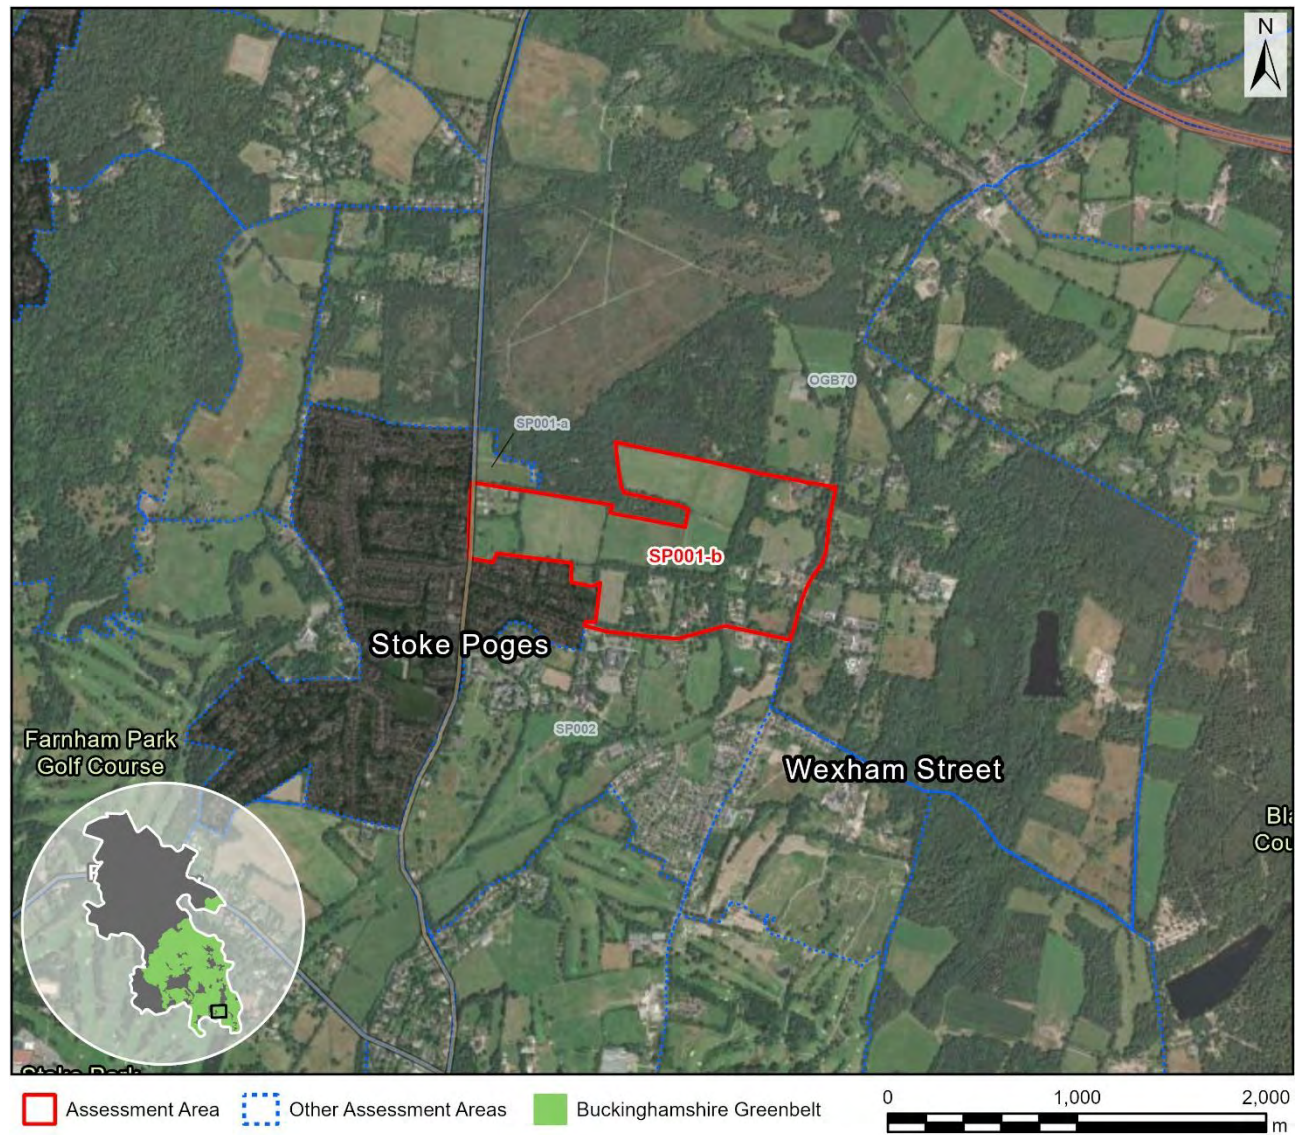 N
OGB70
SP001-a
SP001-b
Stoke Poges
SP002
Farnham Park
Golf Course
Wexham Street
Assessment Area
Other Assessment Areas
Buckinghamshire Greenbelt
0
1,000
2,000
m